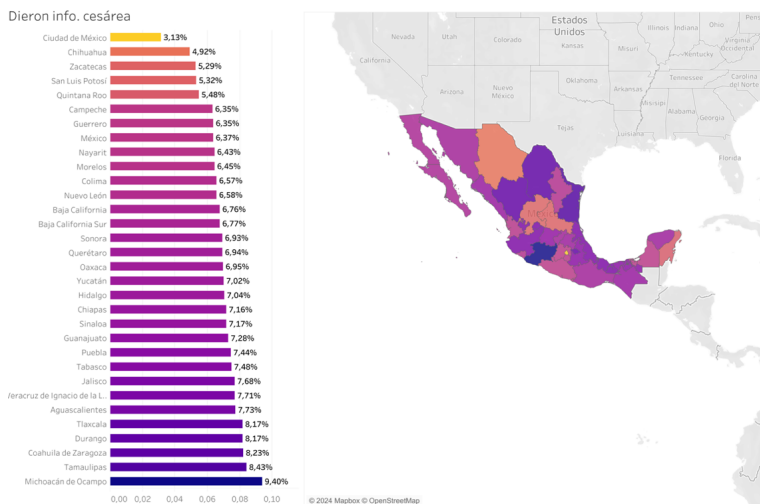 Dieron info. cesárea
Ciudad de México 3,13%
Chihuahua 4,92%
Zacatecas 5,29%
San Luis Potosí 5,32%
Quintana Roo 5,48%
Campeche 6,35%
Guerrero 6,35%
México 6,37%
Nayarit 6,43%
Morelos 6,45%
Colima 6,57%
Nuevo León 6,58%
Baja California 6,76%
Baja California Sur 6,77%
Sonora 6,93%
Querétaro 6,94%
Oaxaca 6,95%
Yucatán 7,02%
Hidalgo 7,04%
Chiapas 7,16%
Sinaloa 7,17%
Guanajuato 7,28%
Puebla 7,44%
Tabasco 7,48%
Jalisco 7,68%
/eracruz de Ignacio de la L.. 7,71%
Aguascalientes 7,73%
Tlaxcala 8,17%
Durango 8,17%
Coahuila de Zaragoza 8,23%
Tamaulipas 8,43%
Michoacán de Ocampo 9,40%
0,00 0,02 0,04 0,06 0,08 0,10
Estados
Unidos
Nevada
Utah
Colorado
Kansas
Misuri
Illinois
Indiana
Ohio
Pens
Virginia
Occidental
Kentucky
California
Arizona
Nuevo
México
Oklahoma
Arkansas
Tennessee
Carolina
del Norte
Misisipi
Alabama
Georgia
Texas
Luisiana
Florida
México
© 2024 Mapbox © OpenStreetMap